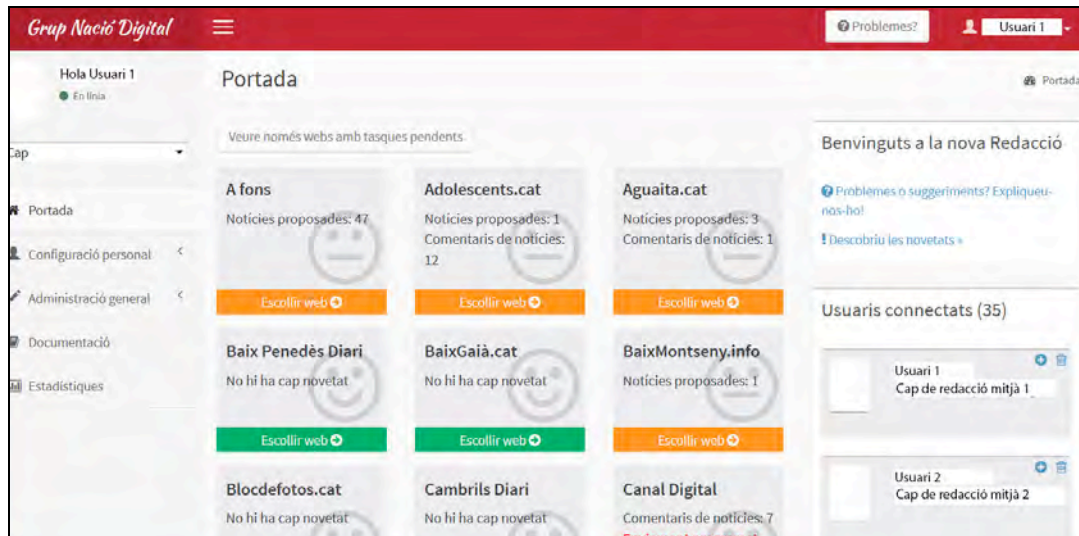 Grup Nació Digital
Problemes?
Usuari 1
Hola Usuari 1
En línia
Cap
Portada
Configuració personal
Administració general
Documentació
Estadístiques
Portada
Portada
Veure només webs amb tasques pendents
A fons
Notícies proposades: 47
Escollir web
Adolescents.cat
Notícies proposades: 1
Comentaris de notícies:
12
Escollir web
Aguaita.cat
Notícies proposades: 3
Comentaris de notícies: 1
Escollir web
Baix Penedès Diari
No hi ha cap novetat
Escollir web
BaixGaià.cat
No hi ha cap novetat
Escollir web
BaixMontseny.info
Notícies proposades: 1
Escollir web
Blocdefotos.cat
No hi ha cap novetat
Cambrils Diari
No hi ha cap novetat
Canal Digital
Comentaris de notícies: 7
Benvinguts a la nova Redacció
Problemes o suggeriments? Expliqueu-
nos-ho!
! Descobriu les novetats »
Usuaris connectats (35)
Usuari 1
Cap de redacció mitjà 1
Usuari 2
Cap de redacció mitjà 2